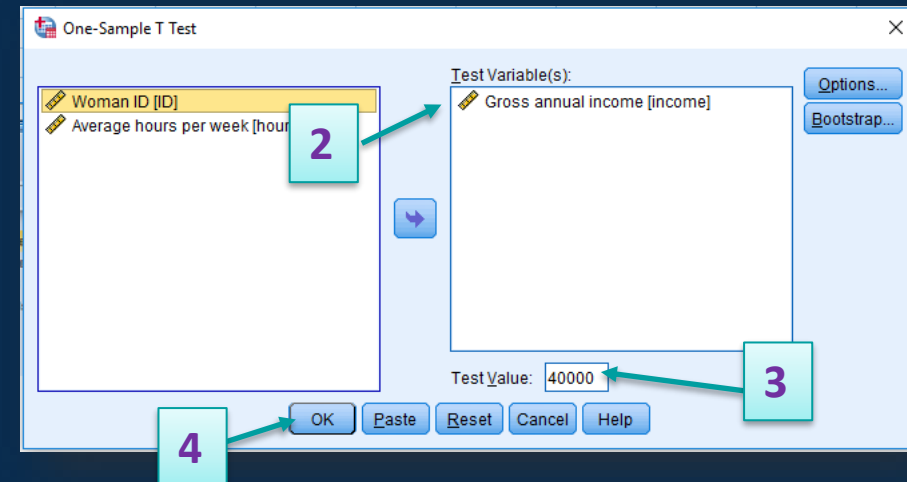 One-Sample T Test
Test Variable(s):
Woman ID [ID]
Average hours per week [hour
Gross annual income [income]
Options...
Bootstrap...
2
Test Value: 40000
3
OK Paste Reset Cancel Help
4